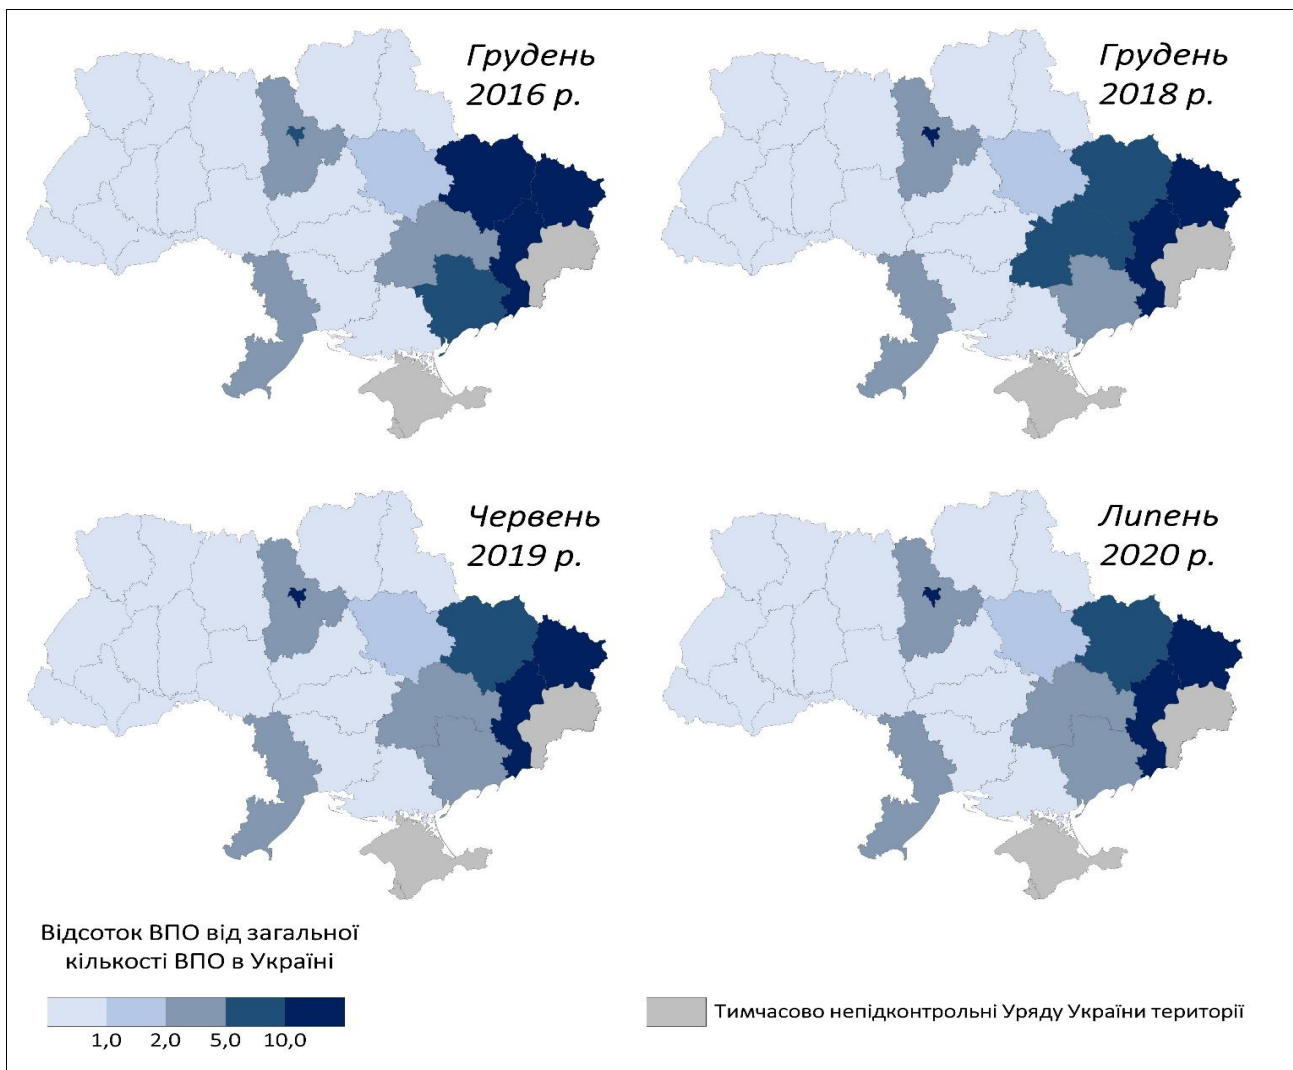 Грудень
2016 р.
Грудень
2018 р.
Червень
2019 р.
Липень
2020 р.
Відсоток ВПО від загальної
кількості ВПО в Україні
1,0 2,0 5,0 10,0
Тимчасово непідконтрольні Уряду України території